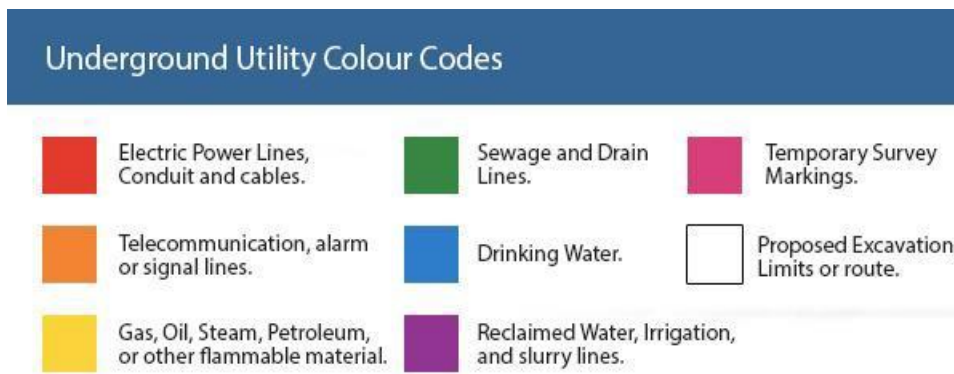 Underground Utility Colour Codes
Electric Power Lines,
Conduit and cables.
Sewage and Drain
Lines.
Temporary Survey
Markings.
Telecommunication, alarm
or signal lines.
Drinking Water.
Proposed Excavation
Limits or route.
Gas, Oil, Steam, Petroleum,
or other flammable material.
Reclaimed Water, Irrigation,
and slurry lines.